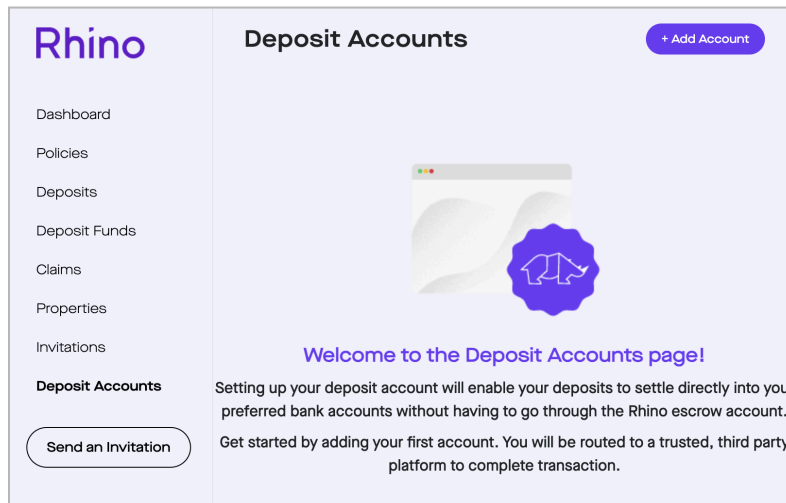 Rhino
Deposit Accounts
+ Add Account
Dashboard
Policies
Deposits
Deposit Funds
Claims
Properties
Invitations
Deposit Accounts
Send an Invitation
Welcome to the Deposit Accounts page!
Setting up your deposit account will enable your deposits to settle directly into you
preferred bank accounts without having to go through the Rhino escrow account.
Get started by adding your first account. You will be routed to a trusted, third party
platform to complete transaction.